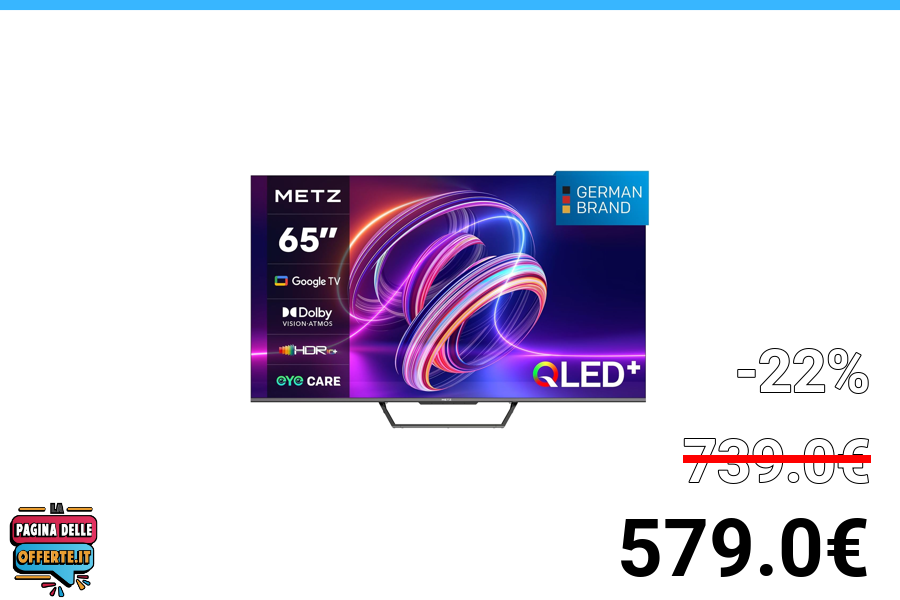 METZ
GERMAN
BRAND
65"
Google TV
Dolby
VISION·ATMOS
HDR
eye CARE
QLED+
METZ
-22%
739.0€
579.0€
LA
PAGINA DELLE
OFFERTE.IT